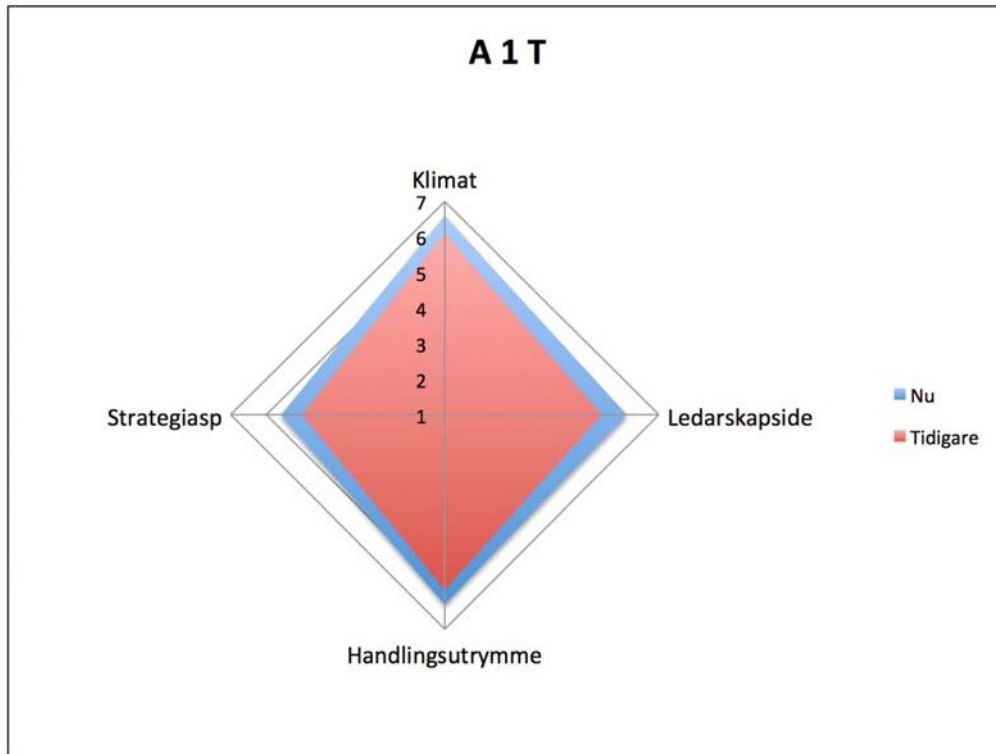 A 1 T
Klimat
7
6
5
4
3
2
1
Strategiasp
Ledarskapside
Handlingsutrymme
Nu
Tidigare